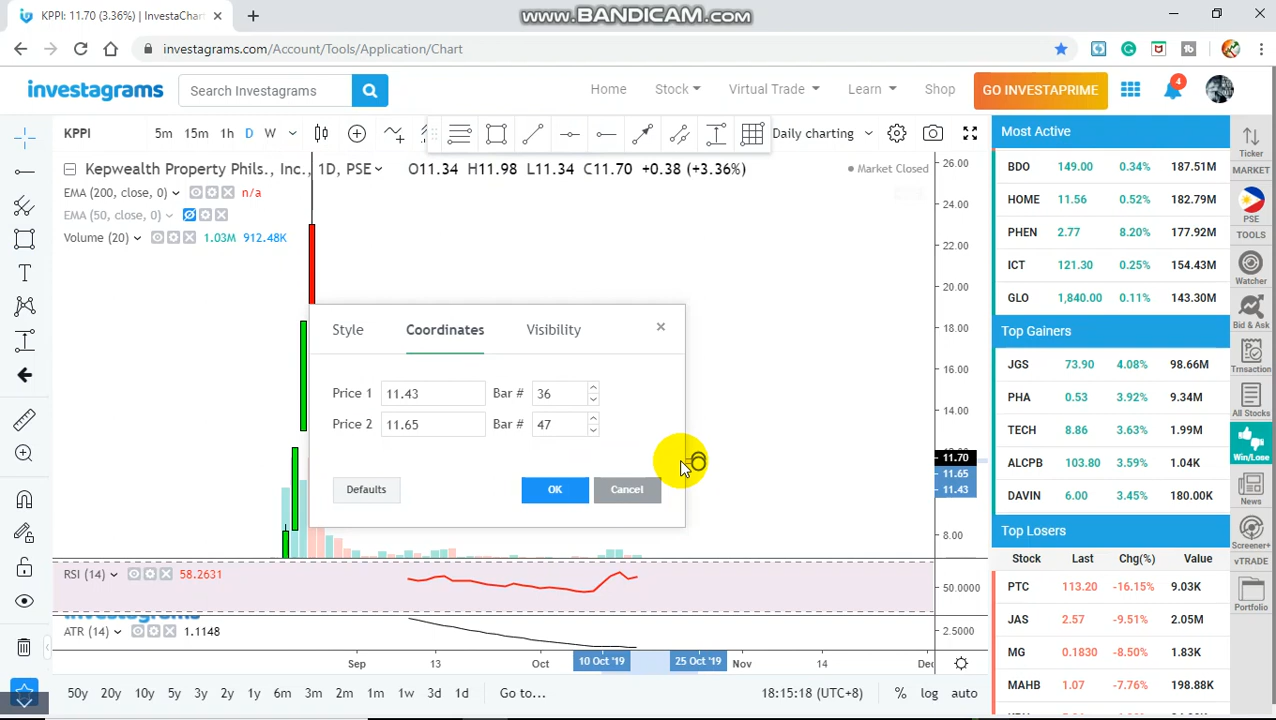 KPPI: 11.70 (3.36%) | InvestaChar
www.BANDICAM.com
investagrams.com/Account/Tools/Application/Chart
investagrams
Search Investagrams
Home
Stock
Virtual Trade
Learn
Shop
GO INVESTAPRIME
4
KPPI
5m 15m 1h D W
Daily charting
Kepwealth Property Phils., Inc., 1D, PSE
O11.34 H11.98 L11.34 C11.70 +0.38 (+3.36%)
Market Closed
EMA (200, close, 0) n/a
EMA (50, close, 0)
Volume (20) 1.03M 912.48K
26.00
24.00
22.00
20.00
18.00
16.00
14.00
11.70
11.65
11.43
8.00
Style
Coordinates
Visibility
Price 1 11.43 Bar # 36
Price 2 11.65 Bar # 47
Defaults
OK
Cancel
RSI (14) 58.2631
50.0000
ATR (14) 1.1148
2.5000
Sep 13 Oct 10 Oct '19 25 Oct '19 Nov 14 Dec
50y 20y 10y 5y 3y 2y 1y 6m 3m 2m 1m 1w 3d 1d Go to...
18:15:18 (UTC+8)
% log auto
Most Active
BDO 149.00 0.34% 187.51M
HOME 11.56 0.52% 182.79M
PHEN 2.77 8.20% 177.92M
ICT 121.30 0.25% 154.43M
GLO 1,840.00 0.11% 143.30M
Top Gainers
JGS 73.90 4.08% 98.66M
PHA 0.53 3.92% 9.34M
TECH 8.86 3.63% 1.99M
ALCPB 103.80 3.59% 1.04K
DAVIN 6.00 3.45% 180.00K
Top Losers
Stock Last Chg(%) Value
PTC 113.20 -16.15% 9.03K
JAS 2.57 -9.51% 2.05M
MG 0.1830 -8.50% 1.83K
MAHB 1.07 -7.76% 198.88K
Ticker
MARKET
PSE
TOOLS
Watcher
Bid & Ask
Trnsaction
All Stocks
Win/Lose
News
Screener+
vTRADE
Portfolio